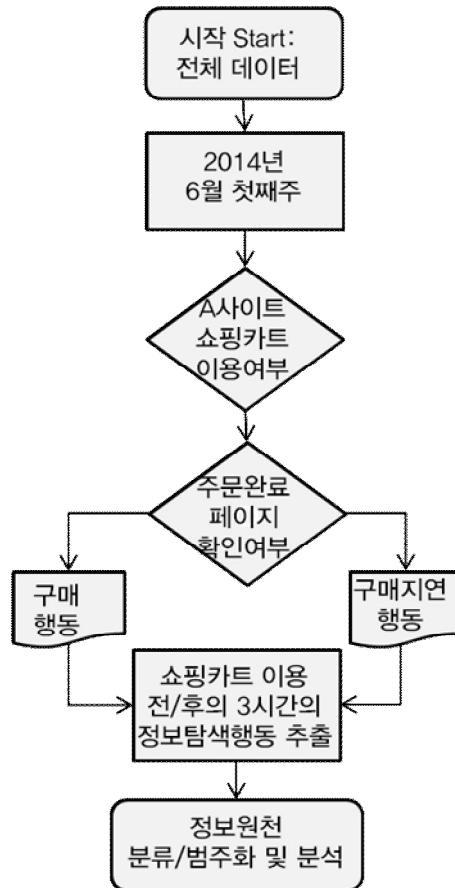 시작 Start:
전체 데이터
2014년
6월 첫째주
A사이트
쇼핑카트
이용여부
주문완료
페이지
확인여부
구매
행동
구매지연
행동
쇼핑카트 이용
전/후의 3시간의
정보탐색행동 추출
정보원천
분류/범주화 및 분석